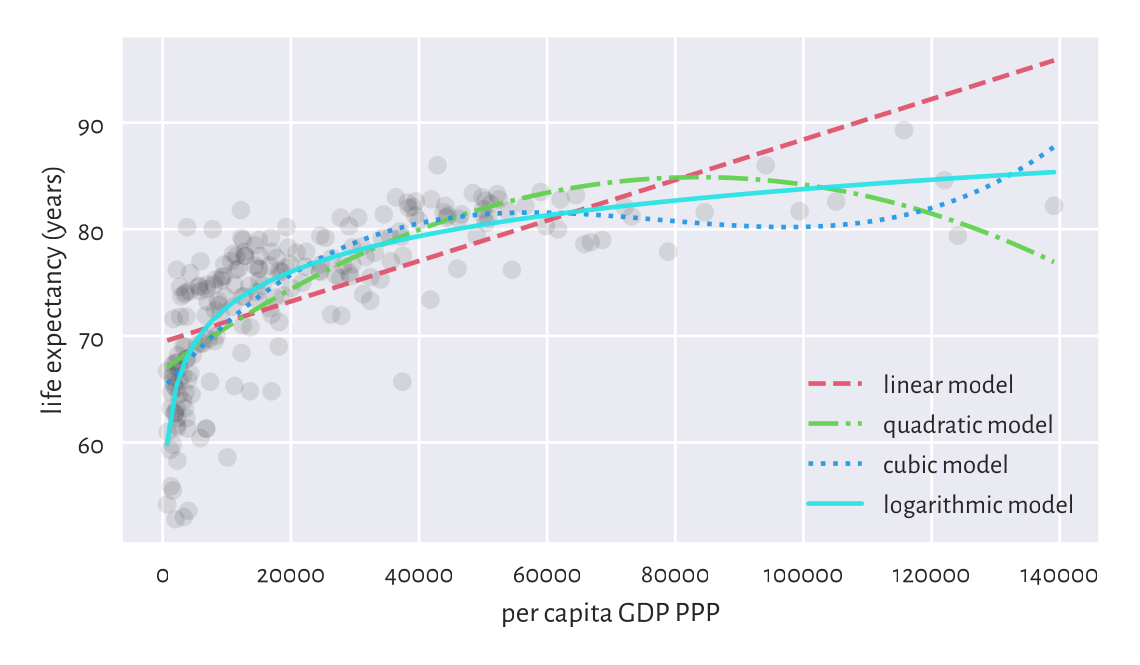 life expectancy (years)
90
80
70
60
linear model
quadratic model
cubic model
logarithmic model
0 20000 40000 60000 80000 100000 120000 140000
per capita GDP PPP